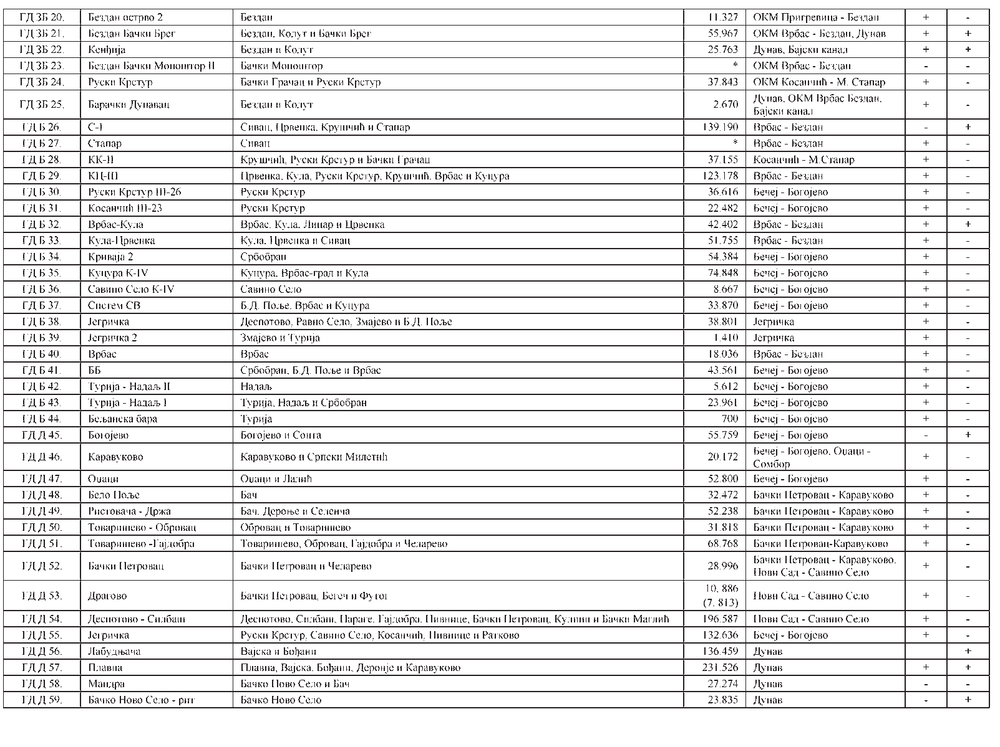 ГД ЗБ 20. Бездан острво 2 Бездан 11.327 ОКМ Пригревица - Бездан + -
ГД ЗБ 21. Бездан Бачки Брег Бездан, Колут и Бачки Брег 55.967 ОКМ Врбас - Бездан, Дунав + +
ГД ЗБ 22. Кенђија Бездан и Колут 25.763 Дунав, Бајски канал + +
ГД ЗБ 23. Бездан Бачки Моноштор II Бачки Моноштор * ОКМ Врбас - Бездан - -
ГД ЗБ 24. Руски Крстур Бачки Грачац и Руски Крстур 37.843 ОКМ Косанчић - М. Стапар + -
ГД ЗБ 25. Барачки Дунавац Бездан и Колут 2.670 Дунав, ОКМ Врбас Бездан,
Бајски канал + -
ГД Б 26. С-I Сивац, Црвенка, Крушчић и Стапар 139.190 Врбас - Бездан - +
ГД Б 27. Стапар Сивац * Врбас - Бездан + -
ГД Б 28. КК-II Крушчић, Руски Крстур и Бачки Грачац 37.155 Косанчић - М.Стапар + -
ГД Б 29. КЦ-III Црвенка, Кула, Руски Крстур, Крушчић, Врбас и Куцура 123.178 Врбас - Бездан + -
ГД Б 30. Руски Крстур III-26 Руски Крстур 36.616 Бечеј - Богојево + -
ГД Б 31. Косанчић III-23 Руски Крстур 22.482 Бечеј - Богојево + -
ГД Б 32. Врбас-Кула Врбас, Кула, Липар и Црвенка 42.402 Врбас - Бездан + +
ГД Б 33. Кула-Црвенка Кула, Црвенка и Сивац 51.755 Врбас - Бездан + -
ГД Б 34. Криваја 2 Србобран 54.384 Бечеј - Богојево + -
ГД Б 35. Куцура К-IV Куцура, Врбас-град и Кула 74.848 Бечеј - Богојево + -
ГД Б 36. Савино Село К-IV Савино Село 8.667 Бечеј - Богојево + -
ГД Б 37. Систем СВ Б.Д. Поље, Врбас и Куцура 33.870 Бечеј - Богојево + -
ГД Б 38. Јегричка Деспотово, Равно Село, Змајево и Б.Д. Поље 38.801 Јегричка + -
ГД Б 39. Јегричка 2 Змајево и Турија 1.410 Јегричка + -
ГД Б 40. Врбас Врбас 18.036 Врбас - Бездан + -
ГД Б 41. ББ Србобран, Б.Д. Поље и Врбас 43.561 Бечеј - Богојево + -
ГД Б 42. Турија - Надаљ II Надаљ 5.612 Бечеј - Богојево + -
ГД Б 43. Турија - Надаљ I Турија, Надаљ и Србобран 23.961 Бечеј - Богојево + -
ГД Б 44. Бељанска бара Турија 700 Бечеј - Богојево + -
ГД Д 45. Богојево Богојево и Сонта 55.759 Бечеј - Богојево - +
ГД Д 46. Каравуково Каравуково и Српски Милетић 20.172 Бечеј - Богојево, Оџаци -
Сомбор + -
ГД Д 47. Оџаци Оџаци и Лалић 52.800 Бечеј - Богојево + -
ГД Д 48. Бело Поље Бач 32.472 Бачки Петровац - Каравуково + -
ГД Д 49. Ристовача - Држа Бач, Дероње и Селенча 52.238 Бачки Петровац - Каравуково + -
ГД Д 50. Товаришево - Обровац Обровац и Товаришево 31.818 Бачки Петровац - Каравуково + -
ГД Д 51. Товаришево -Гајдобра Товаришево, Обровац, Гајдобра и Челарево 68.768 Бачки Петровац-Каравуково + -
ГД Д 52. Бачки Петровац Бачки Петровац и Челарево 28.996 Бачки Петровац - Каравуково,
Нови Сад - Савино Село + -
ГД Д 53. Драгово Бачки Петровац, Бегеч и Футог 10. 886
(7. 813) Нови Сад - Савино Село + -
ГД Д 54. Деспотово - Силбаш Деспотово, Силбаш, Параге, Гајдобра, Пивнице, Бачки Петровац, Кулпин и Бачки Маглић 196.587 Нови Сад - Савино Село + -
ГД Д 55. Јегричка Руски Крстур, Савино Село, Косанчић, Пивнице и Ратково 132.636 Бечеј - Богојево + -
ГД Д 56. Лабудњача Вајска и Бођани 136.459 Дунав +
ГД Д 57. Плавна Плавна, Вајска, Бођани, Дероње и Каравуково 231.526 Дунав + +
ГД Д 58. Мандра Бачко Ново Село и Бач 27.274 Дунав - -
ГД Д 59. Бачко Ново Село - рит Бачко Ново Село 23.835 Дунав - +